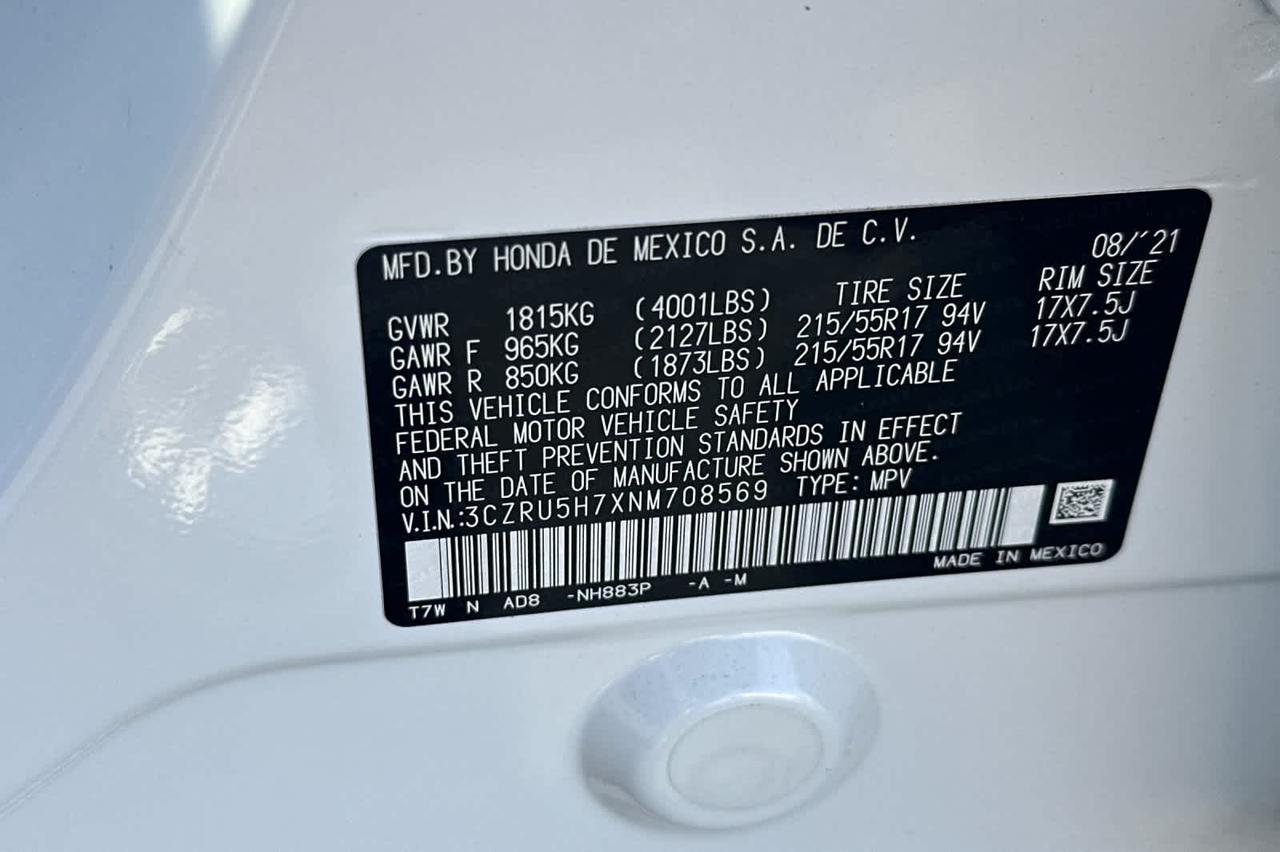 MFD.BY HONDA DE MEXICO S.A. DE C.V. 08/'21
TIRE SIZE RIM SIZE
GVWR 1815KG (4001LBS)
GAWR F 965KG (2127LBS) 215/55R17 94V 17X7.5J
GAWR R 850KG (1873LBS) 215/55R17 94V 17X7.5J
THIS VEHICLE CONFORMS TO ALL APPLICABLE
FEDERAL MOTOR VEHICLE SAFETY
AND THEFT PREVENTION STANDARDS IN EFFECT
ON THE DATE OF MANUFACTURE SHOWN ABOVE.
V.I.N.:3CZRU5H7XNM708569 TYPE: MPV
MADE IN MEXICO
T7W N AD8 -NH883P -A -M